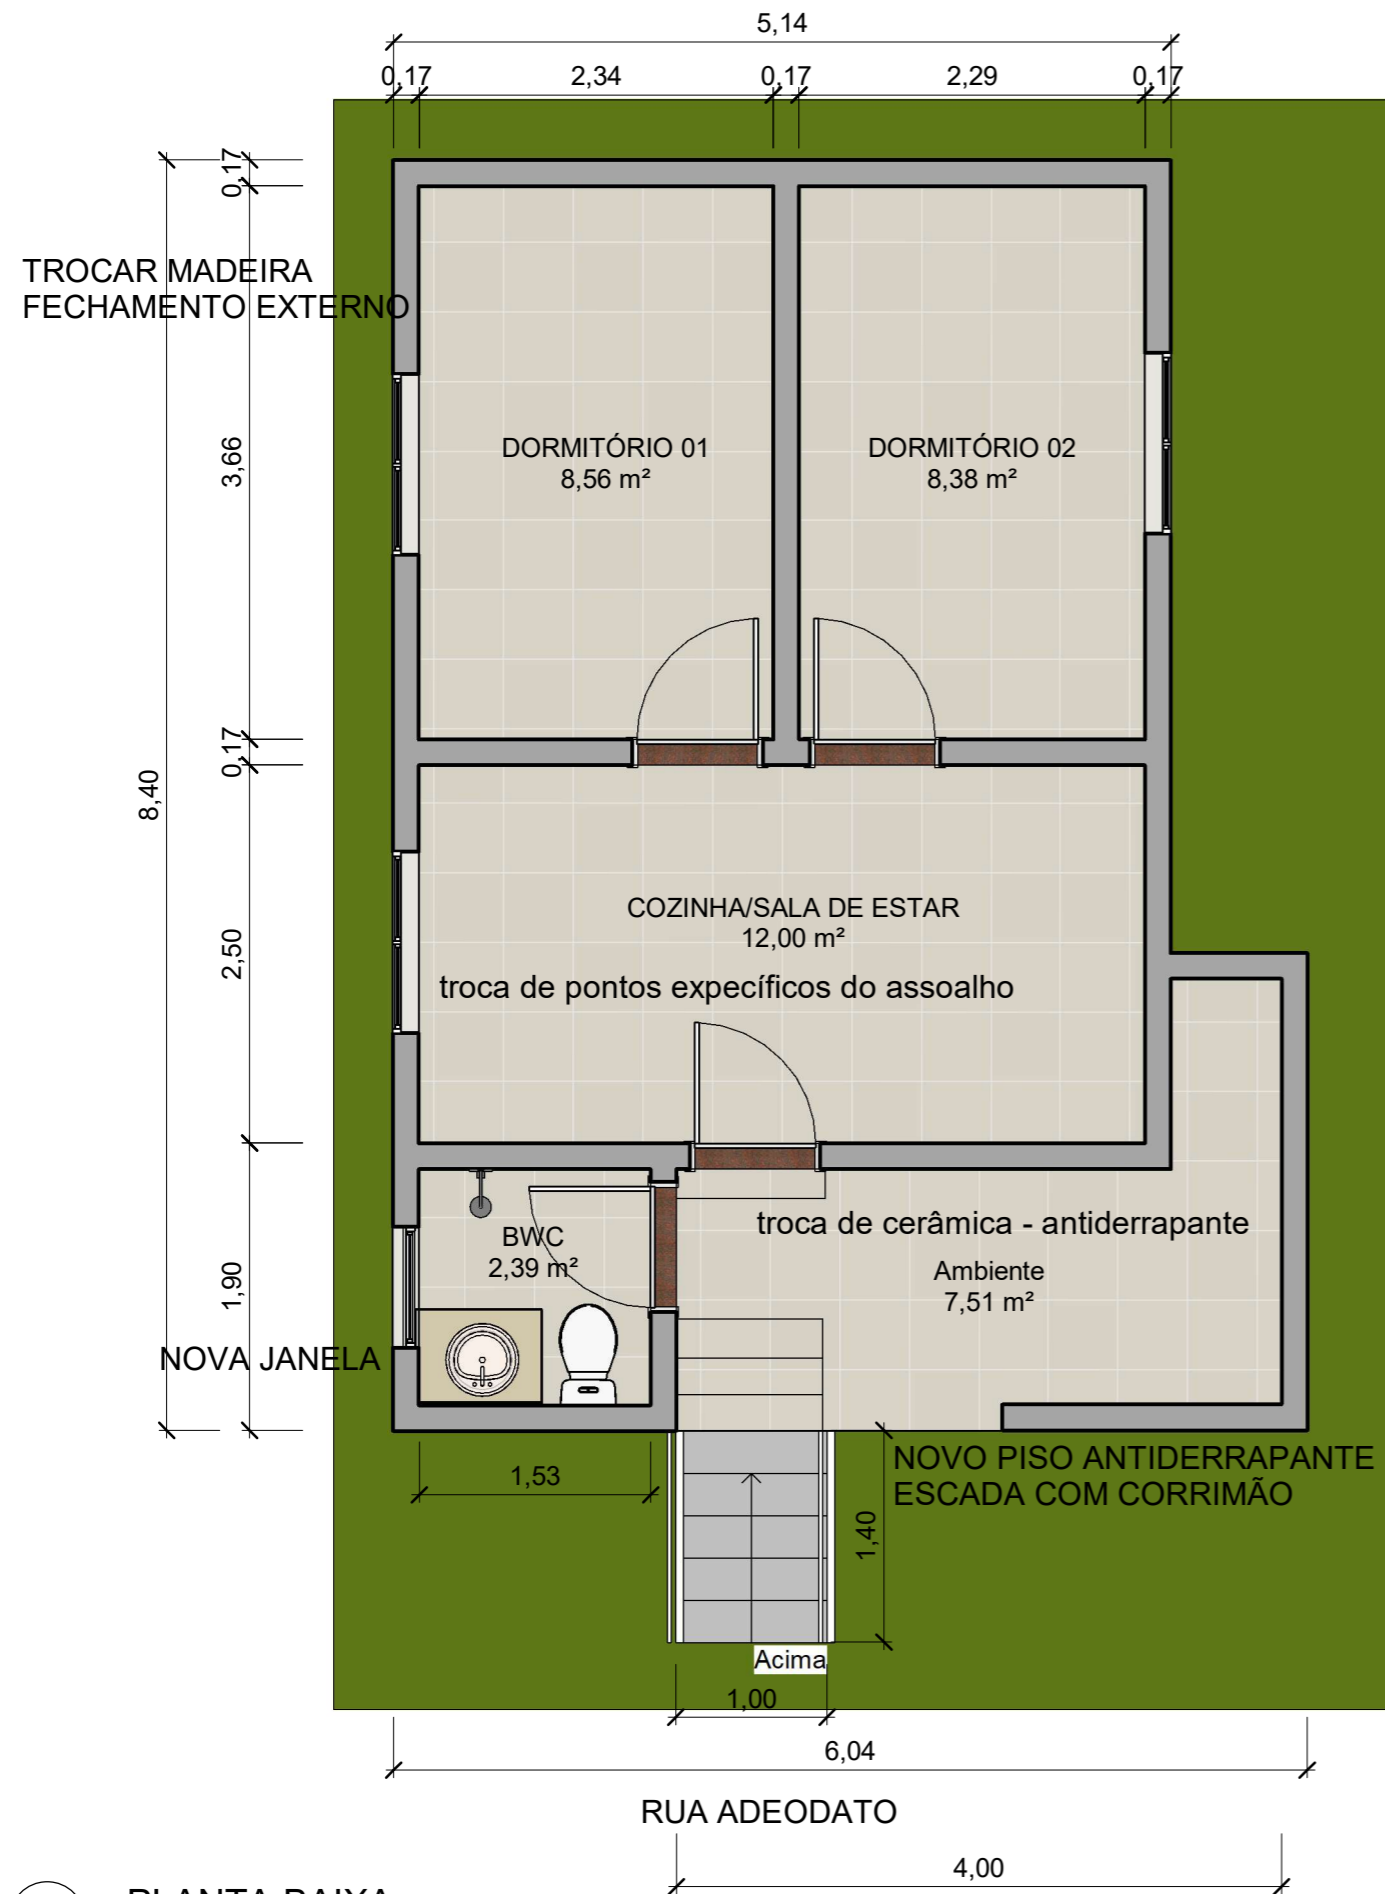 5,14
0,17 2,34 0,17 2,29 0,17
0,17
TROCAR MADEIRA
FECHAMENTO EXTERNO
3,66
DORMITÓRIO 01
8,56 m²
DORMITÓRIO 02
8,38 m²
0,17
8,40
2,50
COZINHA/SALA DE ESTAR
12,00 m²
troca de pontos expecíficos do assoalho
1,90
BWC
2,39 m²
troca de cerâmica - antiderrapante
Ambiente
7,51 m²
NOVA JANELA
NOVO PISO ANTIDERRAPANTE
ESCADA COM CORRIMÃO
1,53
1,40
Acima
1,00
6,04
RUA ADEODATO
4,00
PLANTA BAIXA